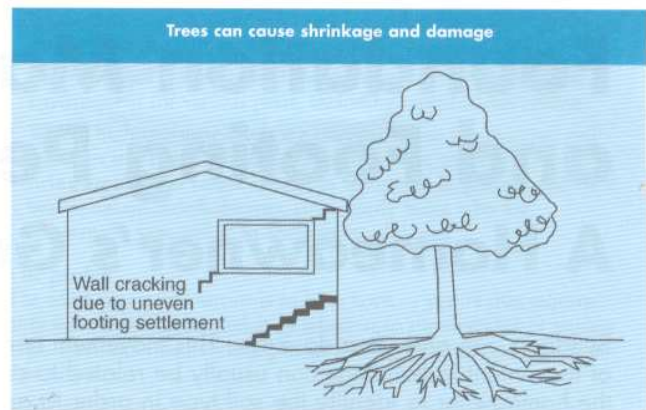 Trees can cause shrinkage and damage
Wall cracking
due to uneven
footing settlement